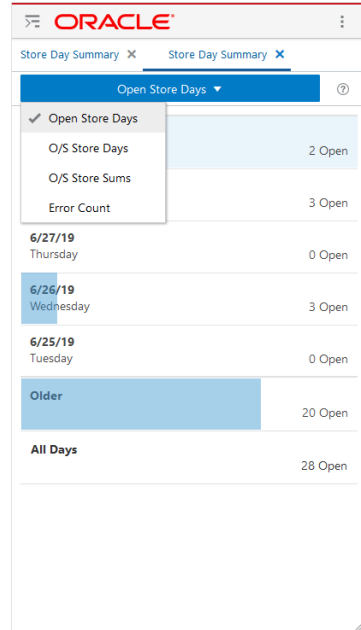 ORACLE
Store Day Summary ✕ Store Day Summary ✕
Open Store Days ▼ ?
✓ Open Store Days
O/S Store Days
2 Open
O/S Store Sums
3 Open
Error Count
6/27/19
Thursday
0 Open
6/26/19
Wednesday
3 Open
6/25/19
Tuesday
0 Open
Older
20 Open
All Days
28 Open